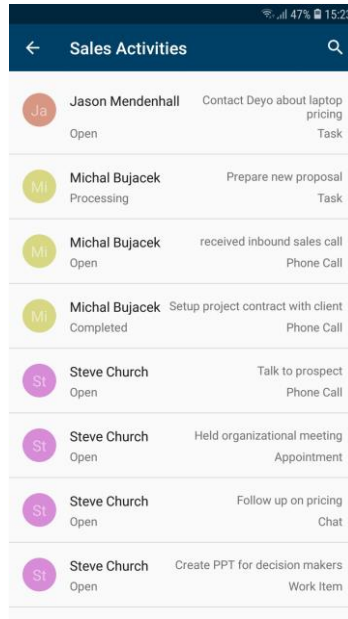 47% 15:23
Sales Activities
Ja
Jason Mendenhall
Contact Deyo about laptop
pricing
Open
Task
Mi
Michal Bujacek
Prepare new proposal
Processing
Task
Mi
Michal Bujacek
received inbound sales call
Open
Phone Call
Mi
Michal Bujacek
Setup project contract with client
Completed
Phone Call
St
Steve Church
Talk to prospect
Open
Phone Call
St
Steve Church
Held organizational meeting
Open
Appointment
St
Steve Church
Follow up on pricing
Open
Chat
St
Steve Church
Create PPT for decision makers
Open
Work Item